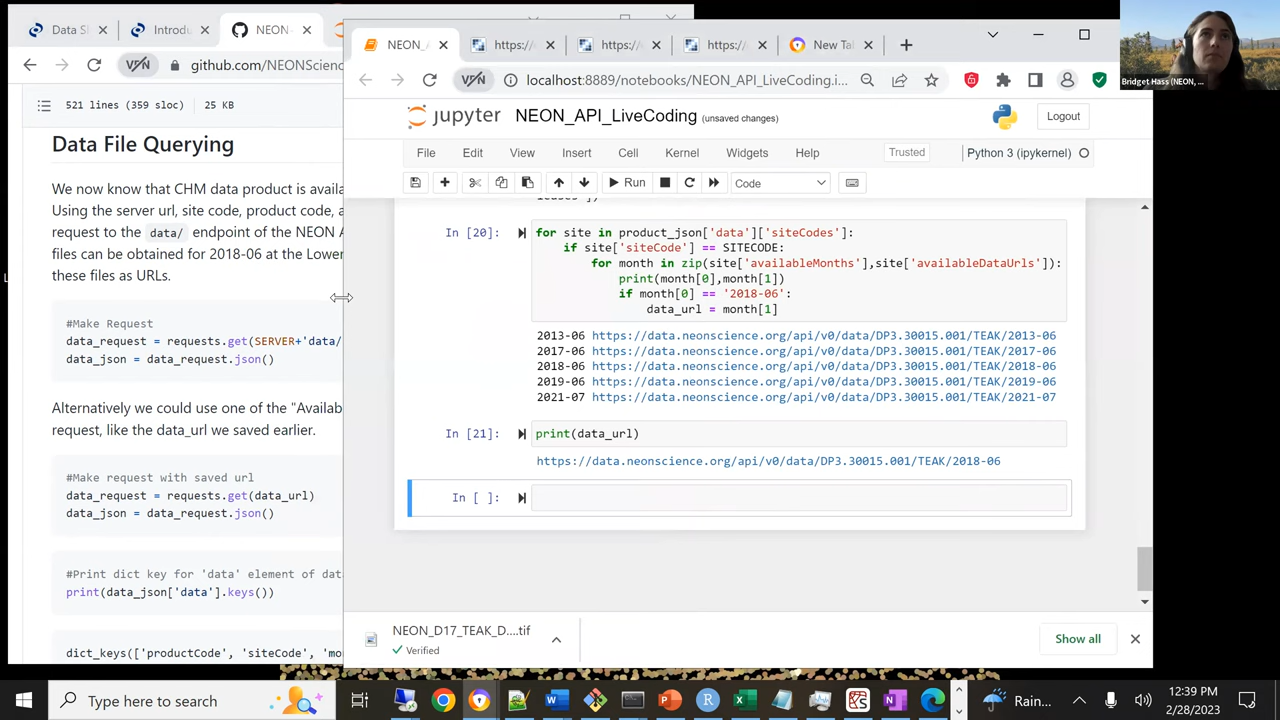 Data S
Introdu
NEON-
github.com/NEONScienc
521 lines (359 sloc)
25 KB
Data File Querying
We now know that CHM data product is availa
Using the server url, site code, product code, a
request to the data/ endpoint of the NEON A
files can be obtained for 2018-06 at the Lower
these files as URLs.
#Make Request
data_request = requests.get(SERVER+'data/
data_json = data_request.json()
Alternatively we could use one of the "Availab
request, like the data_url we saved earlier.
#Make request with saved url
data_request = requests.get(data_url)
data_json = data_request.json()
#Print dict key for 'data' element of data
print(data_json['data'].keys())
dict_keys(['productCode', 'siteCode', 'mo
NEON_A
https://
https://
https://
New Tab
VPN
VPN
localhost:8889/notebooks/NEON_API_LiveCoding.i...
jupyter
NEON_API_LiveCoding (unsaved changes)
Logout
File Edit View Insert Cell Kernel Widgets Help
Trusted
Python 3 (ipykernel)
Run
Code
In [20]:
for site in product_json['data']['siteCodes']:
if site['siteCode'] == SITECODE:
for month in zip(site['availableMonths'],site['availableDataUrls']):
print(month[0],month[1])
if month[0] == '2018-06':
data_url = month[1]
2013-06 https://data.neonscience.org/api/v0/data/DP3.30015.001/TEAK/2013-06
2017-06 https://data.neonscience.org/api/v0/data/DP3.30015.001/TEAK/2017-06
2018-06 https://data.neonscience.org/api/v0/data/DP3.30015.001/TEAK/2018-06
2019-06 https://data.neonscience.org/api/v0/data/DP3.30015.001/TEAK/2019-06
2021-07 https://data.neonscience.org/api/v0/data/DP3.30015.001/TEAK/2021-07
In [21]:
print(data_url)
https://data.neonscience.org/api/v0/data/DP3.30015.001/TEAK/2018-06
In [ ]:
NEON_D17_TEAK_D....tif
Verified
Show all
Bridget Hass (NEON, ...
Type here to search
Rain...
12:39 PM
2/28/2023